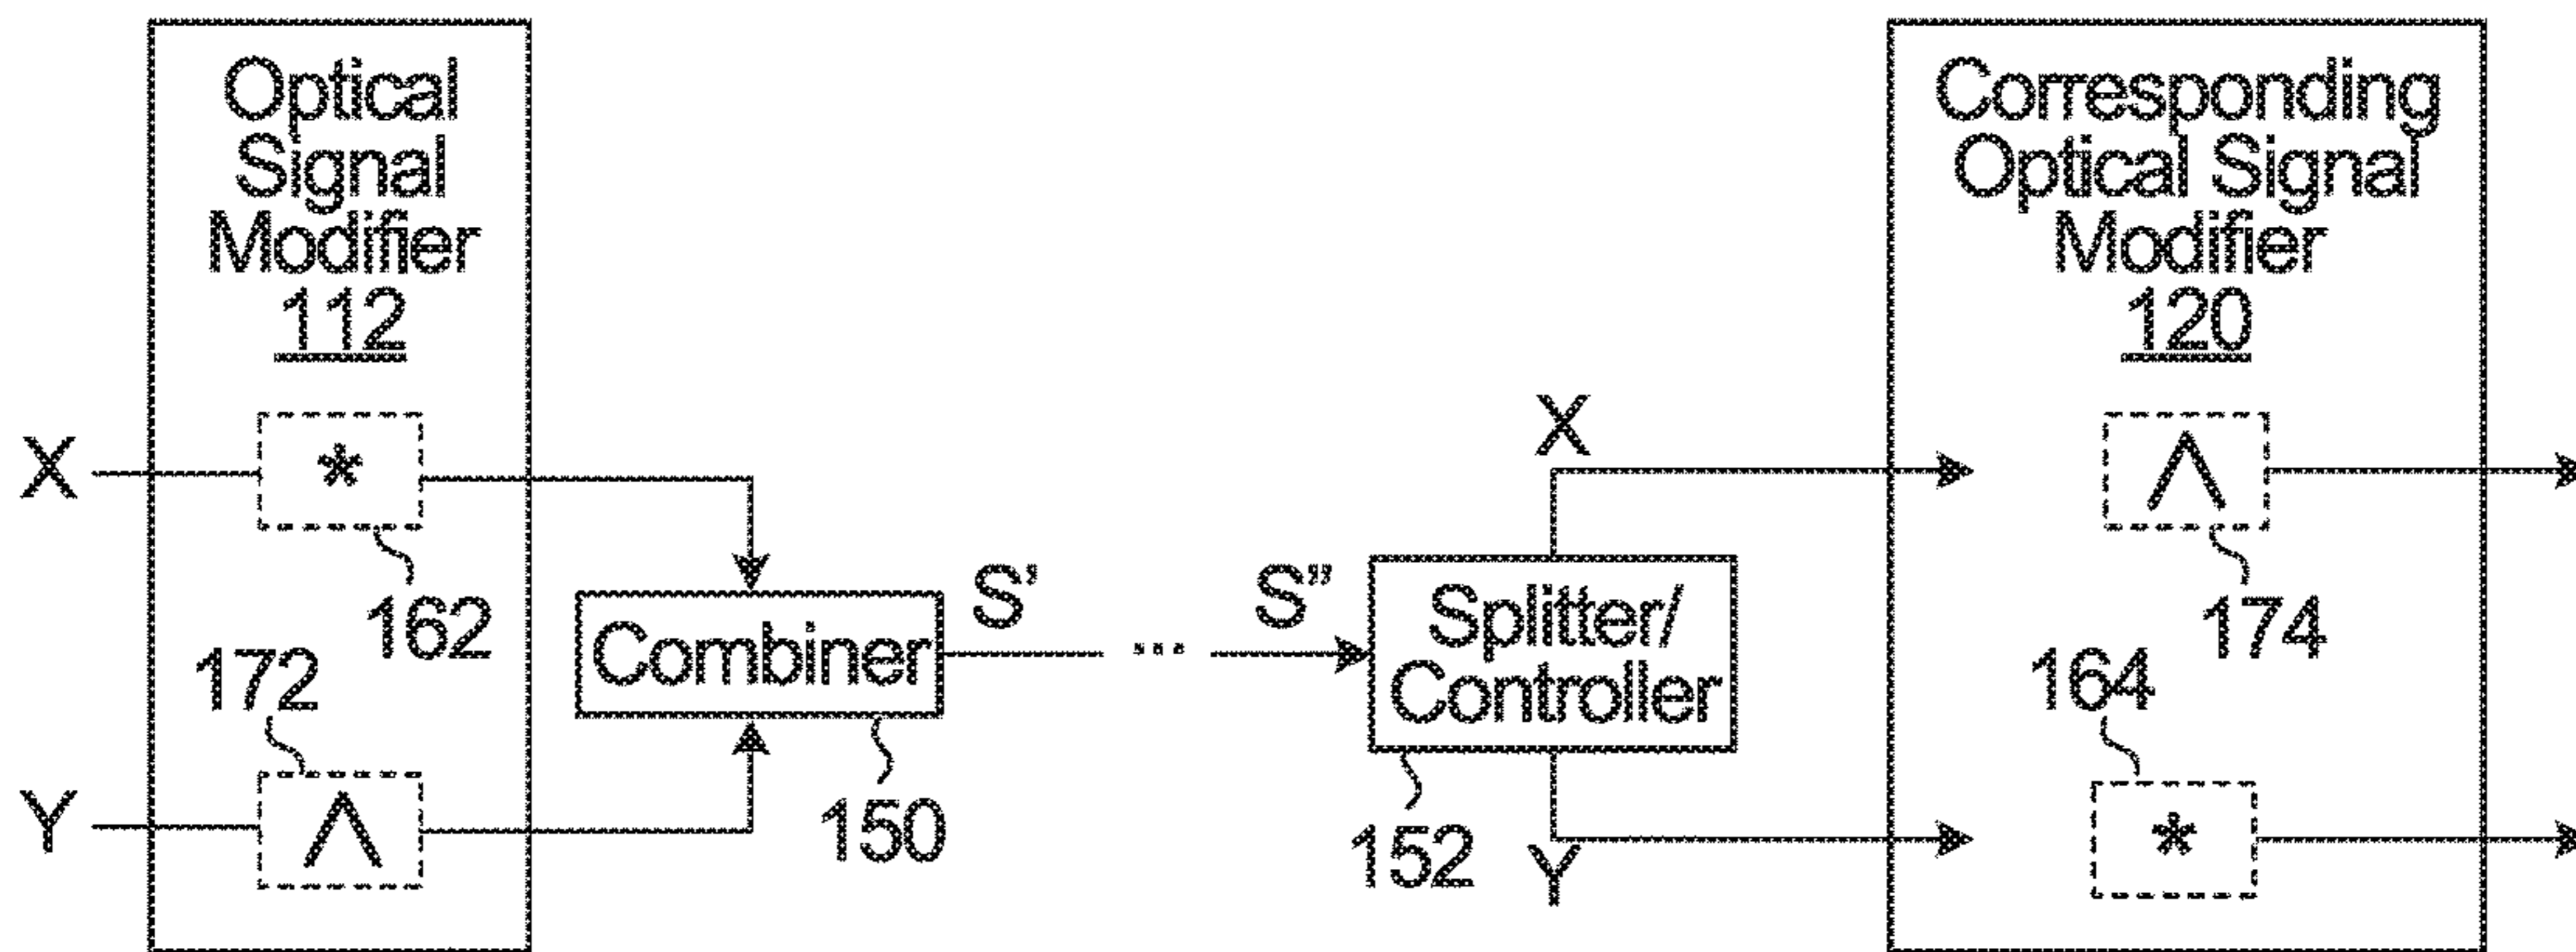 Optical
Signal
Modifier
112
X
*
162
172
Y
^
Combiner
150
S'
...
S"
Splitter/
Controller
152
X
Y
Corresponding
Optical Signal
Modifier
120
^
174
164
*